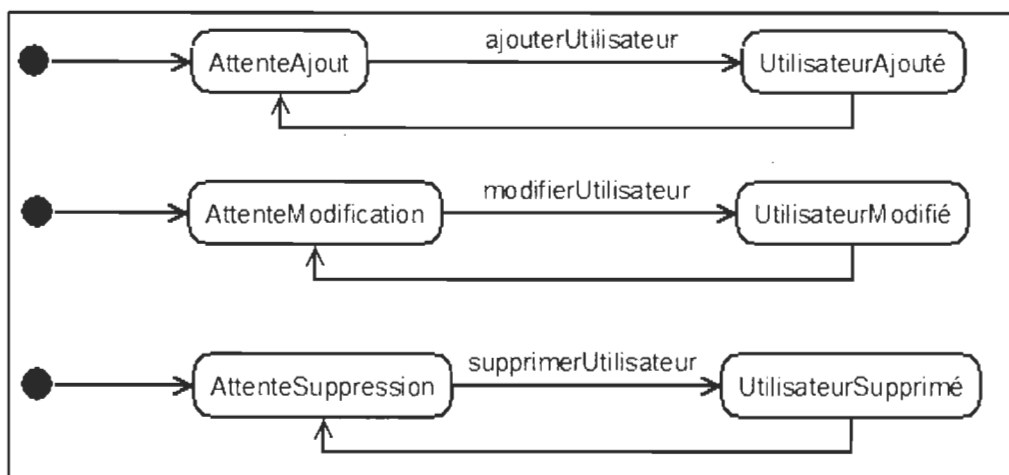 ajouterUtilisateur
AttenteAjout
UtilisateurAjouté
modifierUtilisateur
AttenteModification
UtilisateurModifié
supprimerUtilisateur
AttenteSuppression
UtilisateurSupprimé